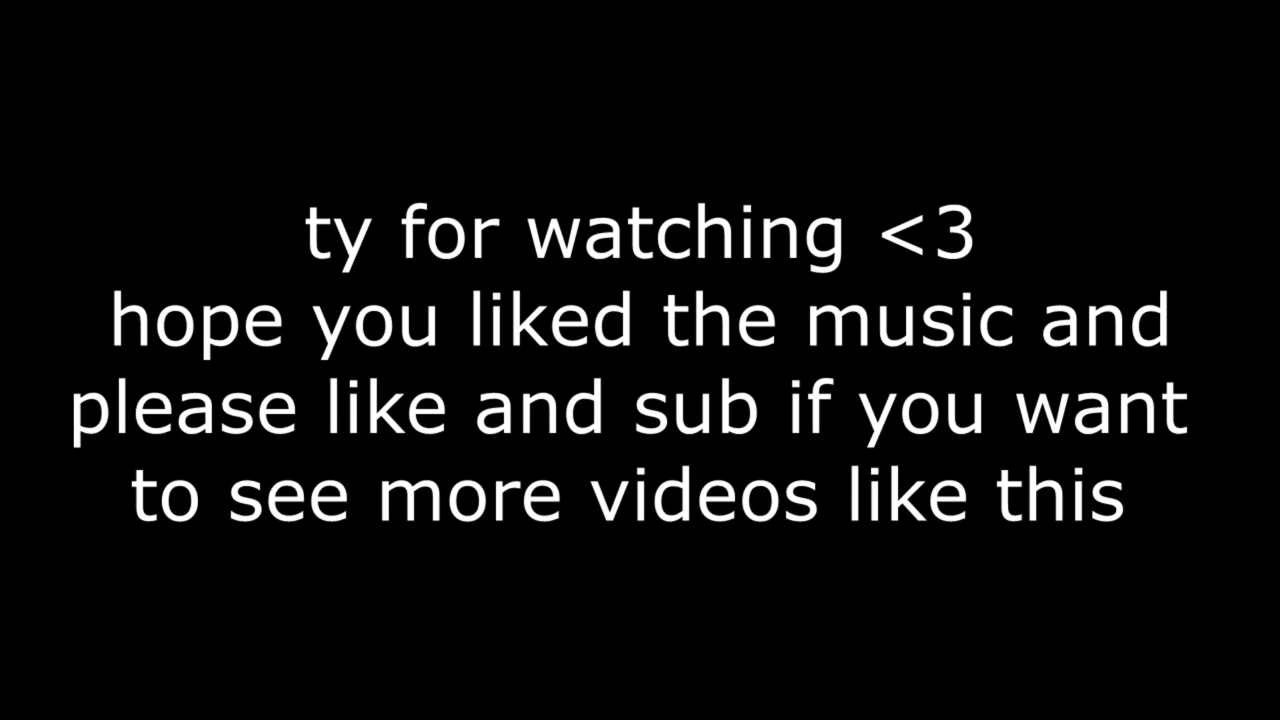 ty for watching <3
hope you liked the music and
please like and sub if you want
to see more videos like this